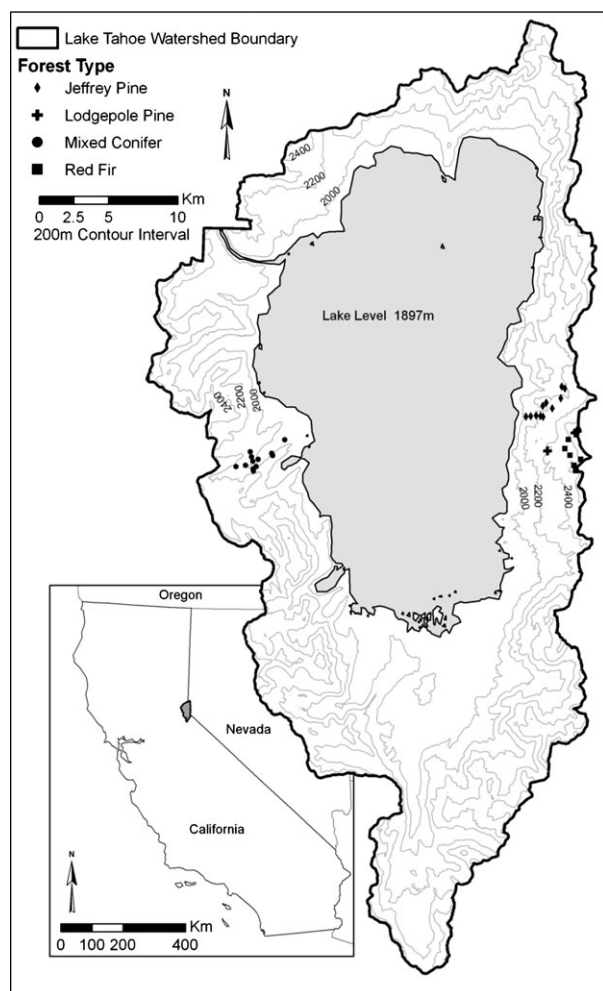 Lake Tahoe Watershed Boundary
Forest Type
Jeffrey Pine
Lodgepole Pine
Mixed Conifer
Red Fir
Km
0 2.5 5 10
200m Contour Interval
N
2400
2200
2000
Lake Level 1897m
2400
2200
2000
2000
2200
2400
Oregon
Nevada
California
N
Km
0 100 200 400